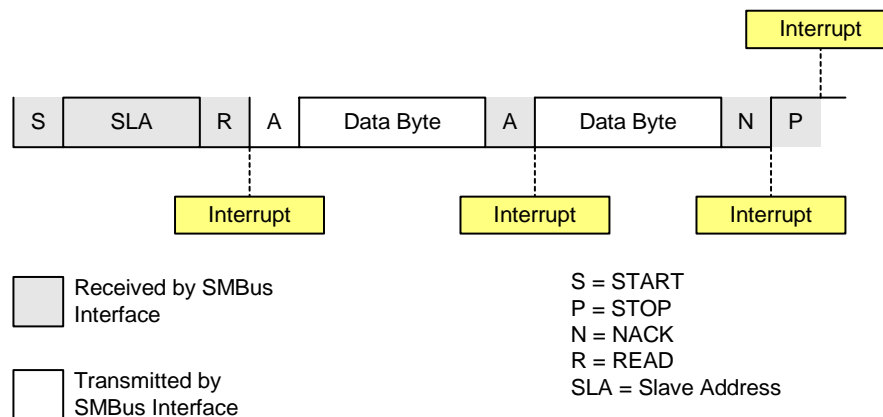 Interrupt
S SLA R A Data Byte A Data Byte N P
Interrupt Interrupt Interrupt
Received by SMBus
Interface
Transmitted by
SMBus Interface
S = START
P = STOP
N = NACK
R = READ
SLA = Slave Address